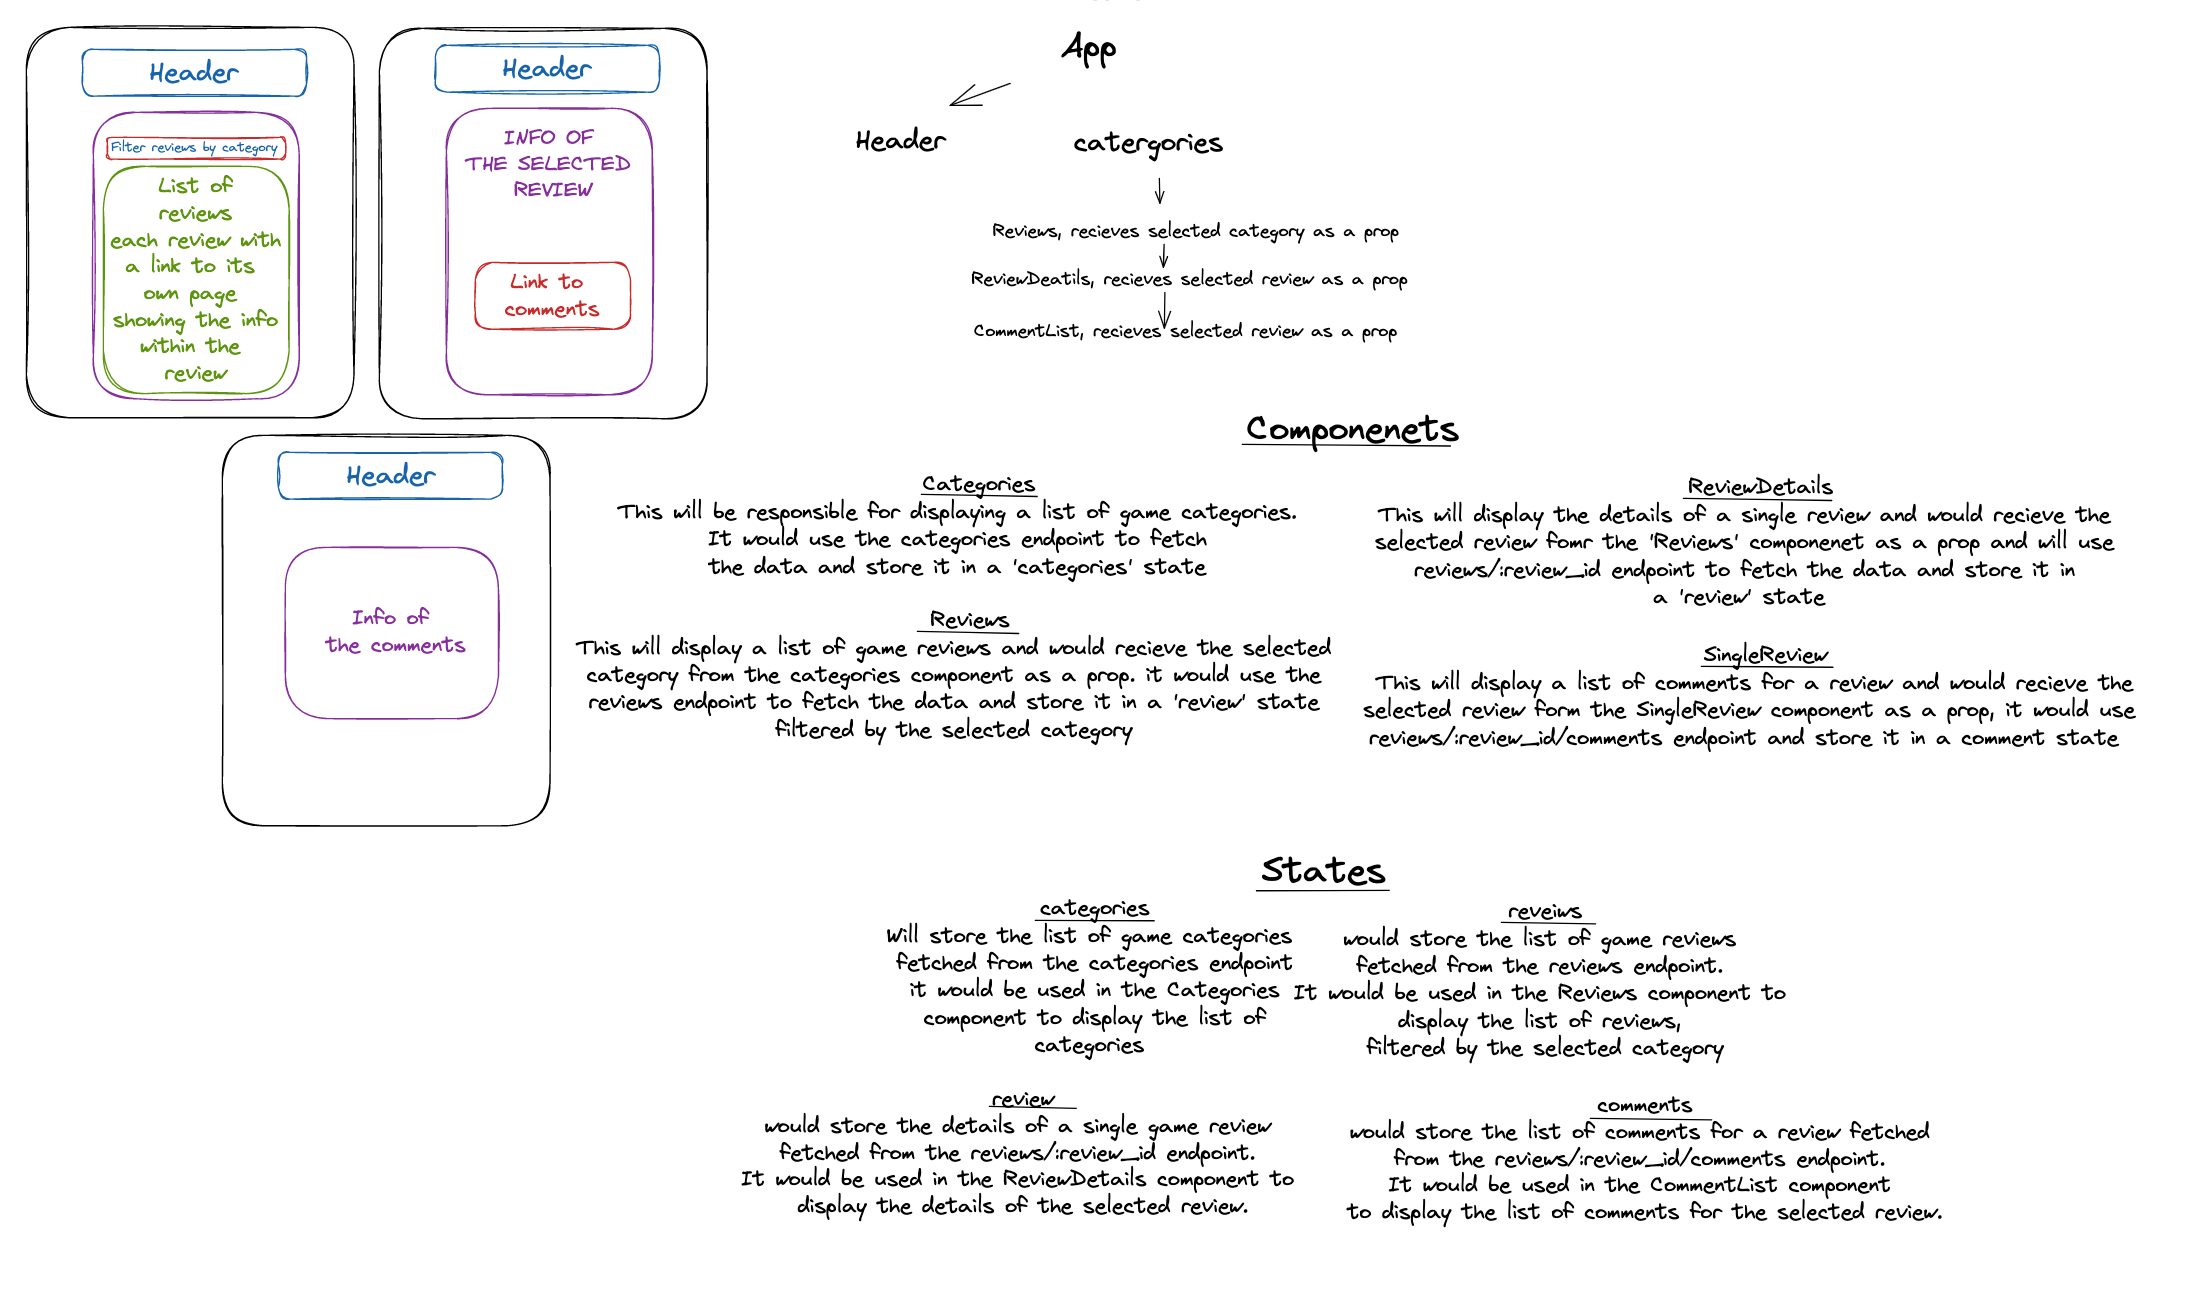 Header
Filter reviews by category
List of
reviews
each review with
a link to its
own page
showing the info
within the
review
Header
INFO OF
THE SELECTED
REVIEW
Link to
comments
Header
Info of
the comments
App
Header
catergories
Reviews, recieves selected category as a prop
ReviewDeatils, recieves selected review as a prop
CommentList, recieves selected review as a prop
Componenets
Categories
This will be responsible for displaying a list of game categories.
It would use the categories endpoint to fetch
the data and store it in a 'categories' state
Reviews
This will display a list of game reviews and would recieve the selected
category from the categories component as a prop. it would use the
reviews endpoint to fetch the data and store it in a 'review' state
filtered by the selected category
ReviewDetails
This will display the details of a single review and would recieve the
selected review fomr the 'Reviews' componenet as a prop and will use
reviews/:review_id endpoint to fetch the data and store it in
a 'review' state
SingleReview
This will display a list of comments for a review and would recieve the
selected review form the SingleReview component as a prop, it would use
reviews/:review_id/comments endpoint and store it in a comment state
States
categories
Will store the list of game categories
fetched from the categories endpoint
it would be used in the Categories
component to display the list of
categories
reveiws
would store the list of game reviews
fetched from the reviews endpoint.
It would be used in the Reviews component to
display the list of reviews,
filtered by the selected category
review
would store the details of a single game review
fetched from the reviews/:review_id endpoint.
It would be used in the ReviewDetails component to
display the details of the selected review.
comments
would store the list of comments for a review fetched
from the reviews/:review_id/comments endpoint.
It would be used in the CommentList component
to display the list of comments for the selected review.